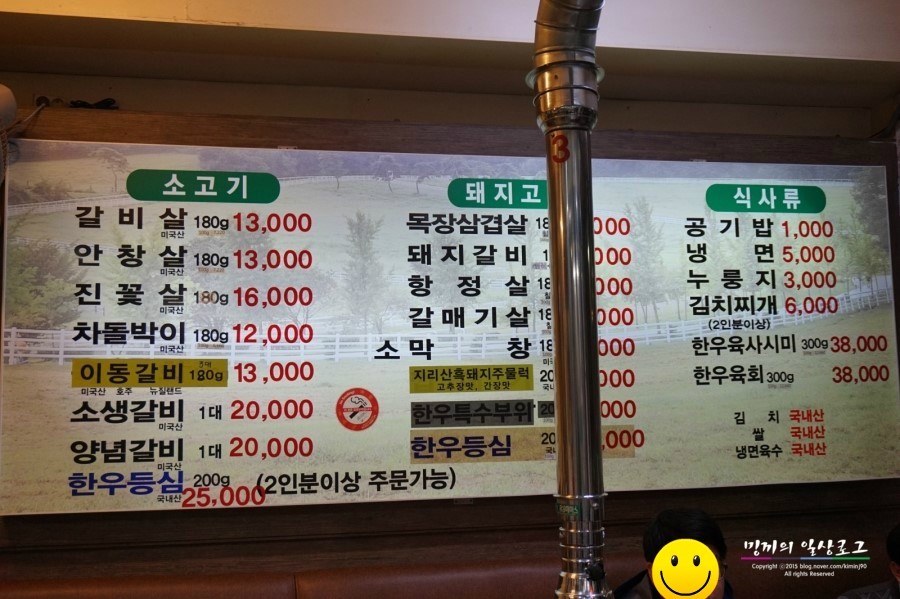 소고기
갈비살 180g 13,000
미국산
안창살 180g 13,000
미국산
진꽃살 180g 16,000
미국산
차돌박이 180g 12,000
미국산
이동갈비 180g 13,000
미국산 호주 뉴질랜드
소생갈비 1대 20,000
미국산
양념갈비 1대 20,000
미국산
한우등심 200g (2인분이상 주문가능)
국내산 25,000
돼지고
목장삼겹살
돼지갈비
항정살
갈매기살
소막창
지리산흑돼지주물럭
고추장맛, 간장맛
한우특수부위
한우등심
3
식사류
공기밥 1,000
냉면 5,000
누룽지 3,000
김치찌개 6,000
(2인분이상)
한우육사시미 300g 38,000
한우육회 300g 38,000
김치 국내산
쌀 국내산
냉면육수 국내산
밍끼의 일상로그
Copyright ⓒ2015 blog.naver.com/kiminj90
All rights Reserved